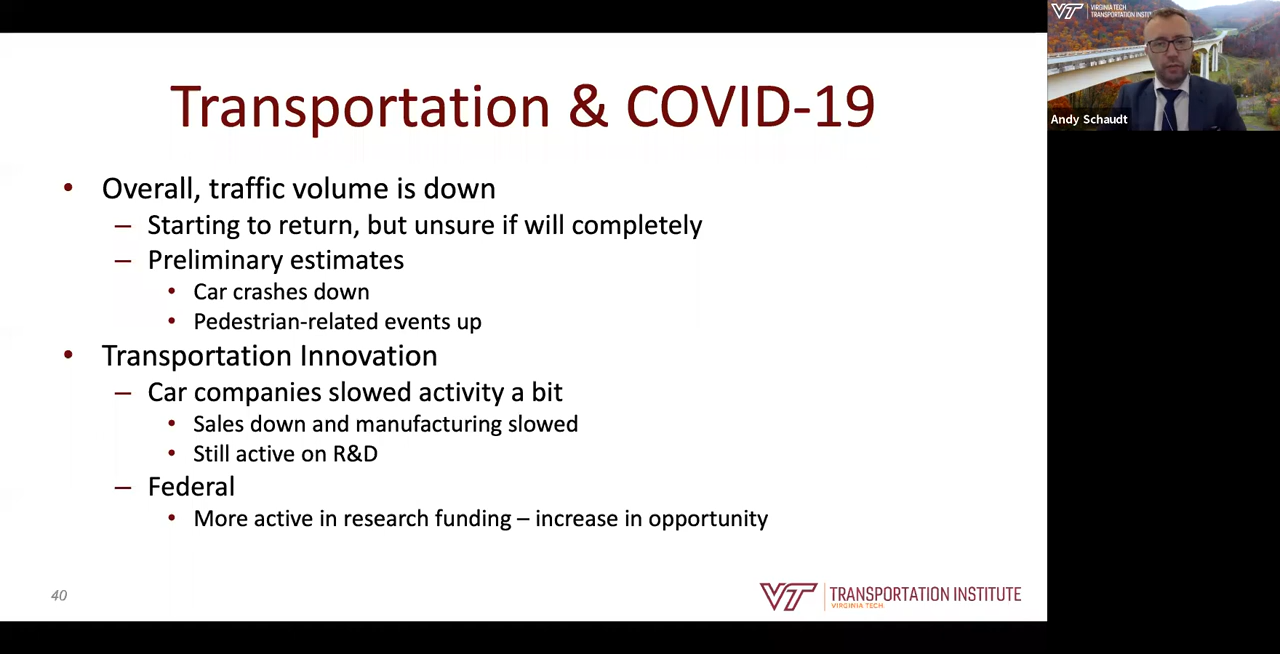 Transportation & COVID-19
• Overall, traffic volume is down
– Starting to return, but unsure if will completely
– Preliminary estimates
• Car crashes down
• Pedestrian-related events up
• Transportation Innovation
– Car companies slowed activity a bit
• Sales down and manufacturing slowed
• Still active on R&D
– Federal
• More active in research funding – increase in opportunity
40
VT TRANSPORTATION INSTITUTE
VIRGINIA TECH
VT VIRGINIA TECH
TRANSPORTATION
Andy Schaudt